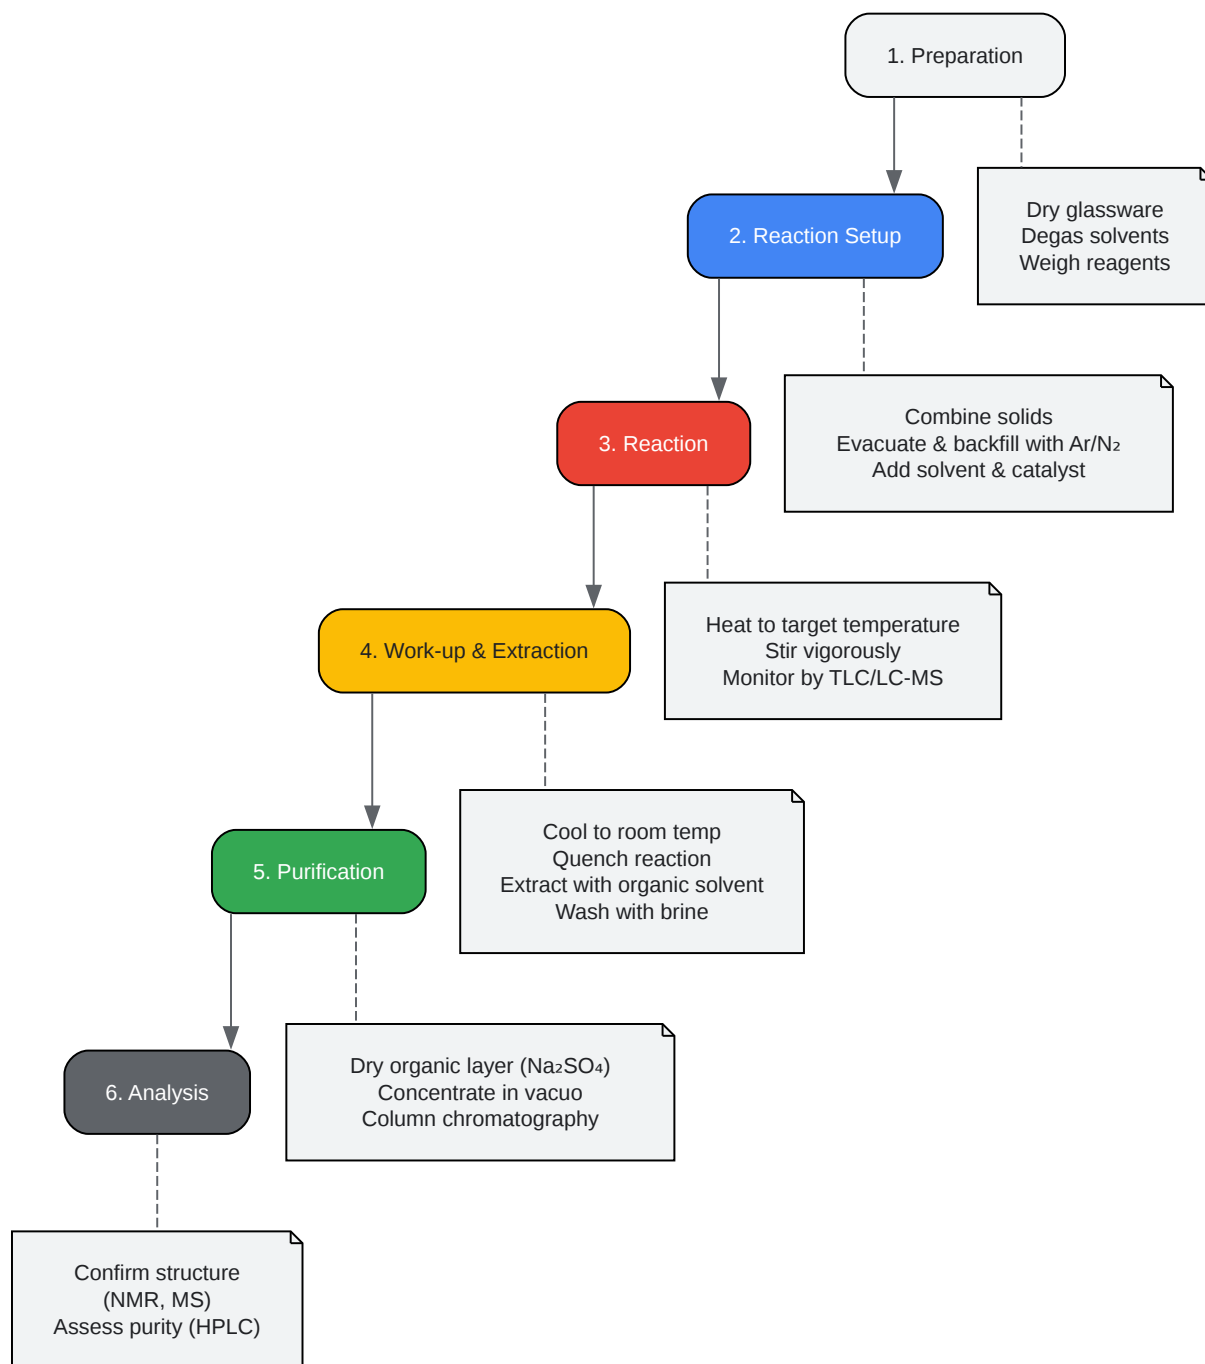 1. Preparation
Dry glassware
Degas solvents
Weigh reagents
2. Reaction Setup
Combine solids
Evacuate & backfill with Ar/N₂
Add solvent & catalyst
3. Reaction
Heat to target temperature
Stir vigorously
Monitor by TLC/LC-MS
4. Work-up & Extraction
Cool to room temp
Quench reaction
Extract with organic solvent
Wash with brine
5. Purification
Dry organic layer (Na₂SO₄)
Concentrate in vacuo
Column chromatography
6. Analysis
Confirm structure
(NMR, MS)
Assess purity (HPLC)